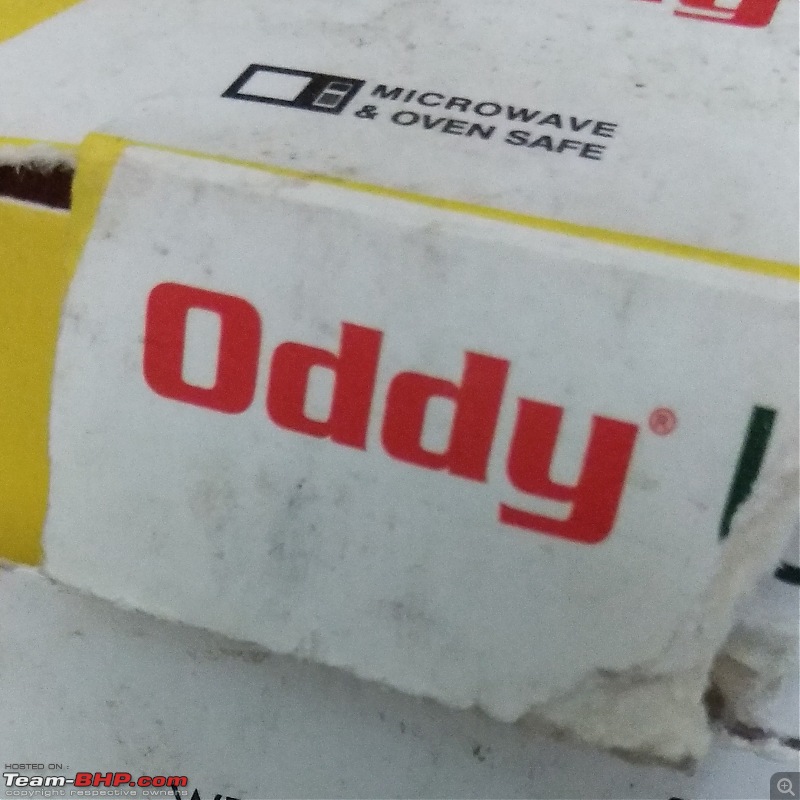 MICROWAVE
& OVEN SAFE
Oddy®
HOSTED ON :
Team-BHP.com
copyright respective owners